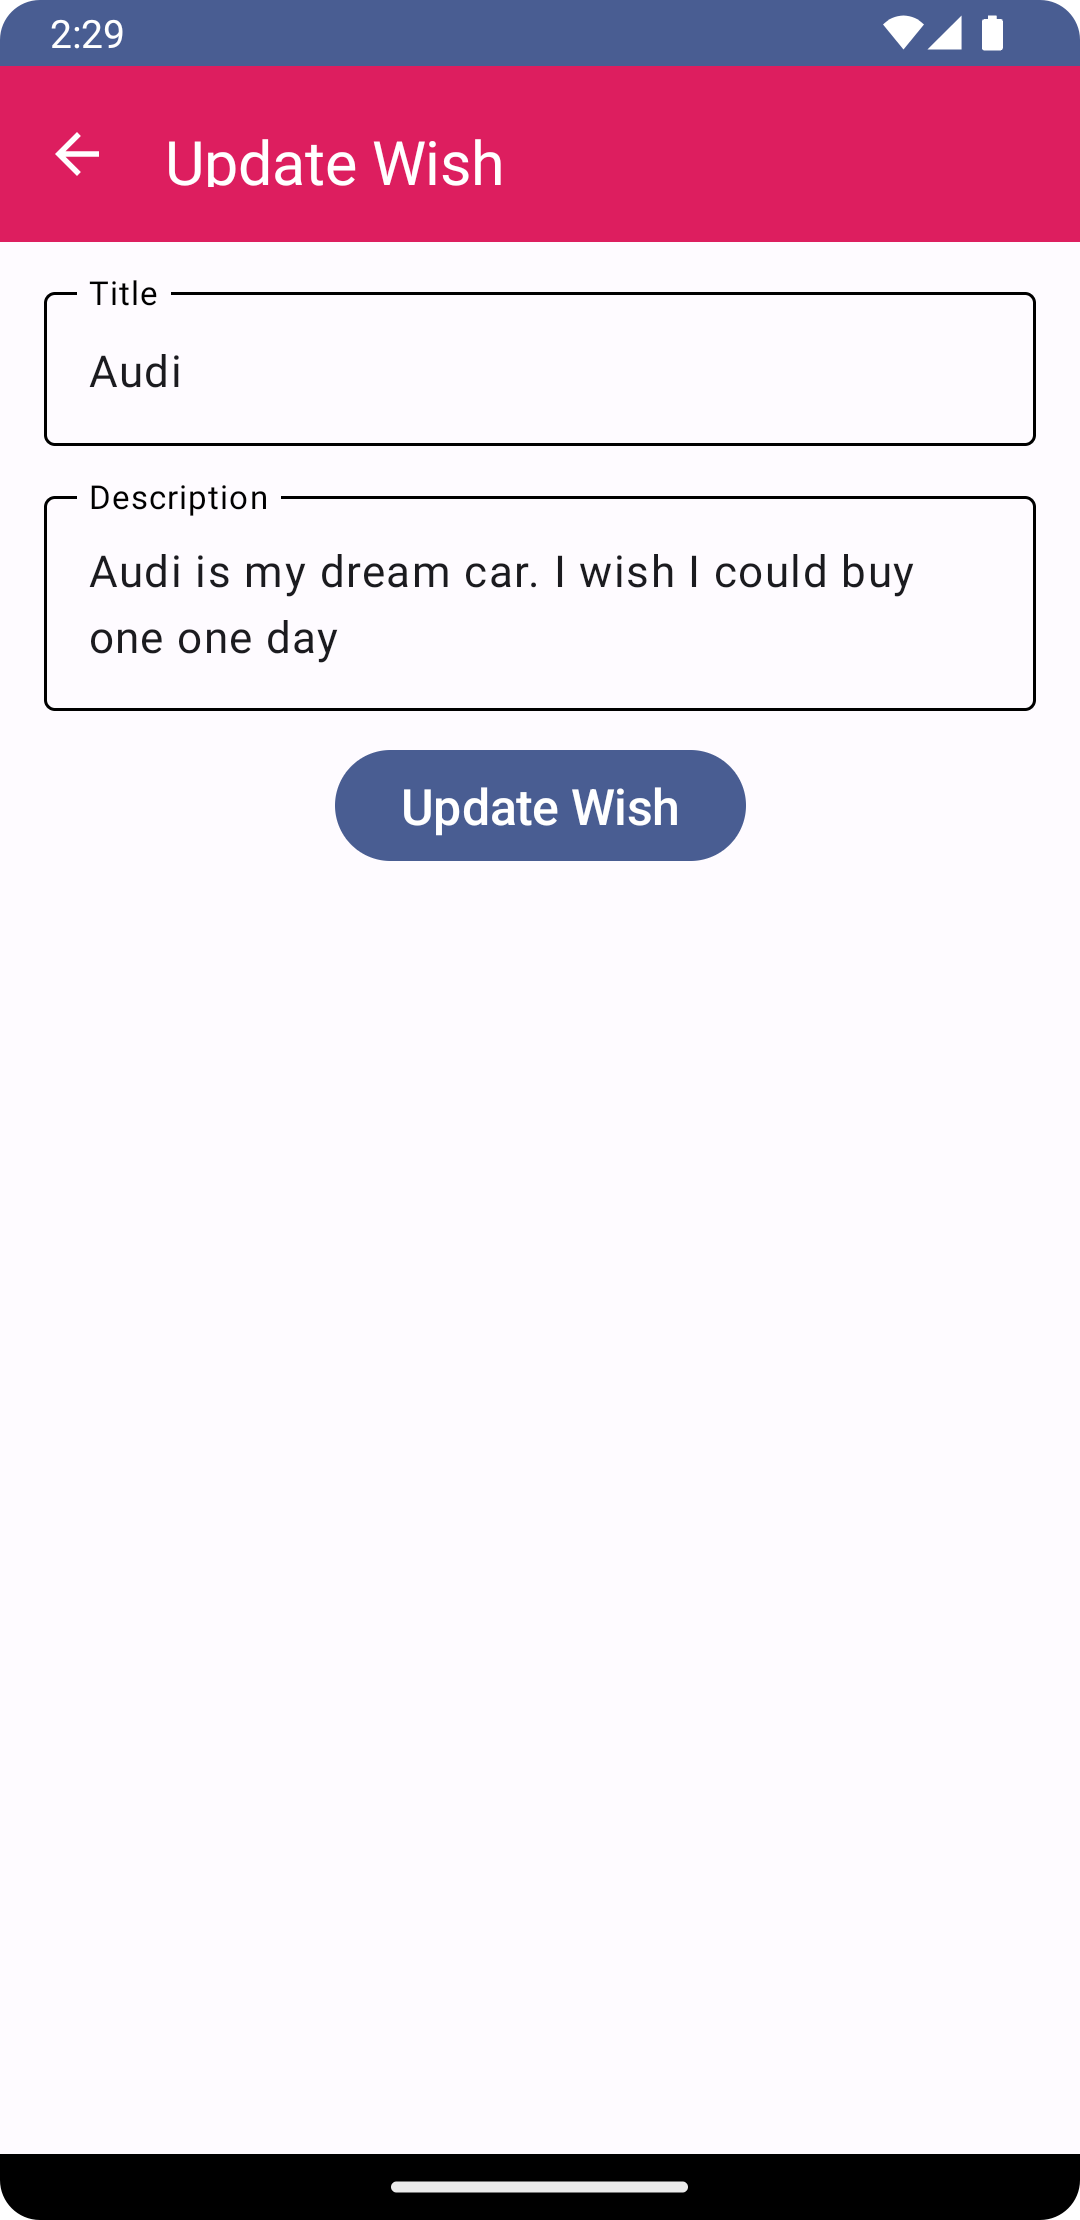 2:29
Update Wish
Title
Audi
Description
Audi is my dream car. I wish I could buy
one one day
Update Wish